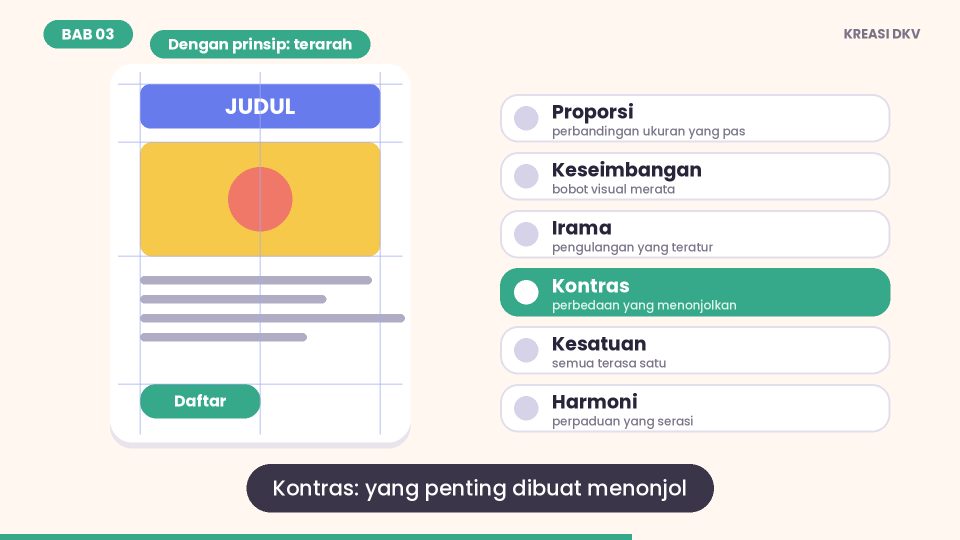 BAB 03
Dengan prinsip: terarah
KREASI DKV
JUDUL
Daftar
Proporsi
perbandingan ukuran yang pas
Keseimbangan
bobot visual merata
Irama
pengulangan yang teratur
Kontras
perbedaan yang menonjolkan
Kesatuan
semua terasa satu
Harmoni
perpaduan yang serasi
Kontras: yang penting dibuat menonjol